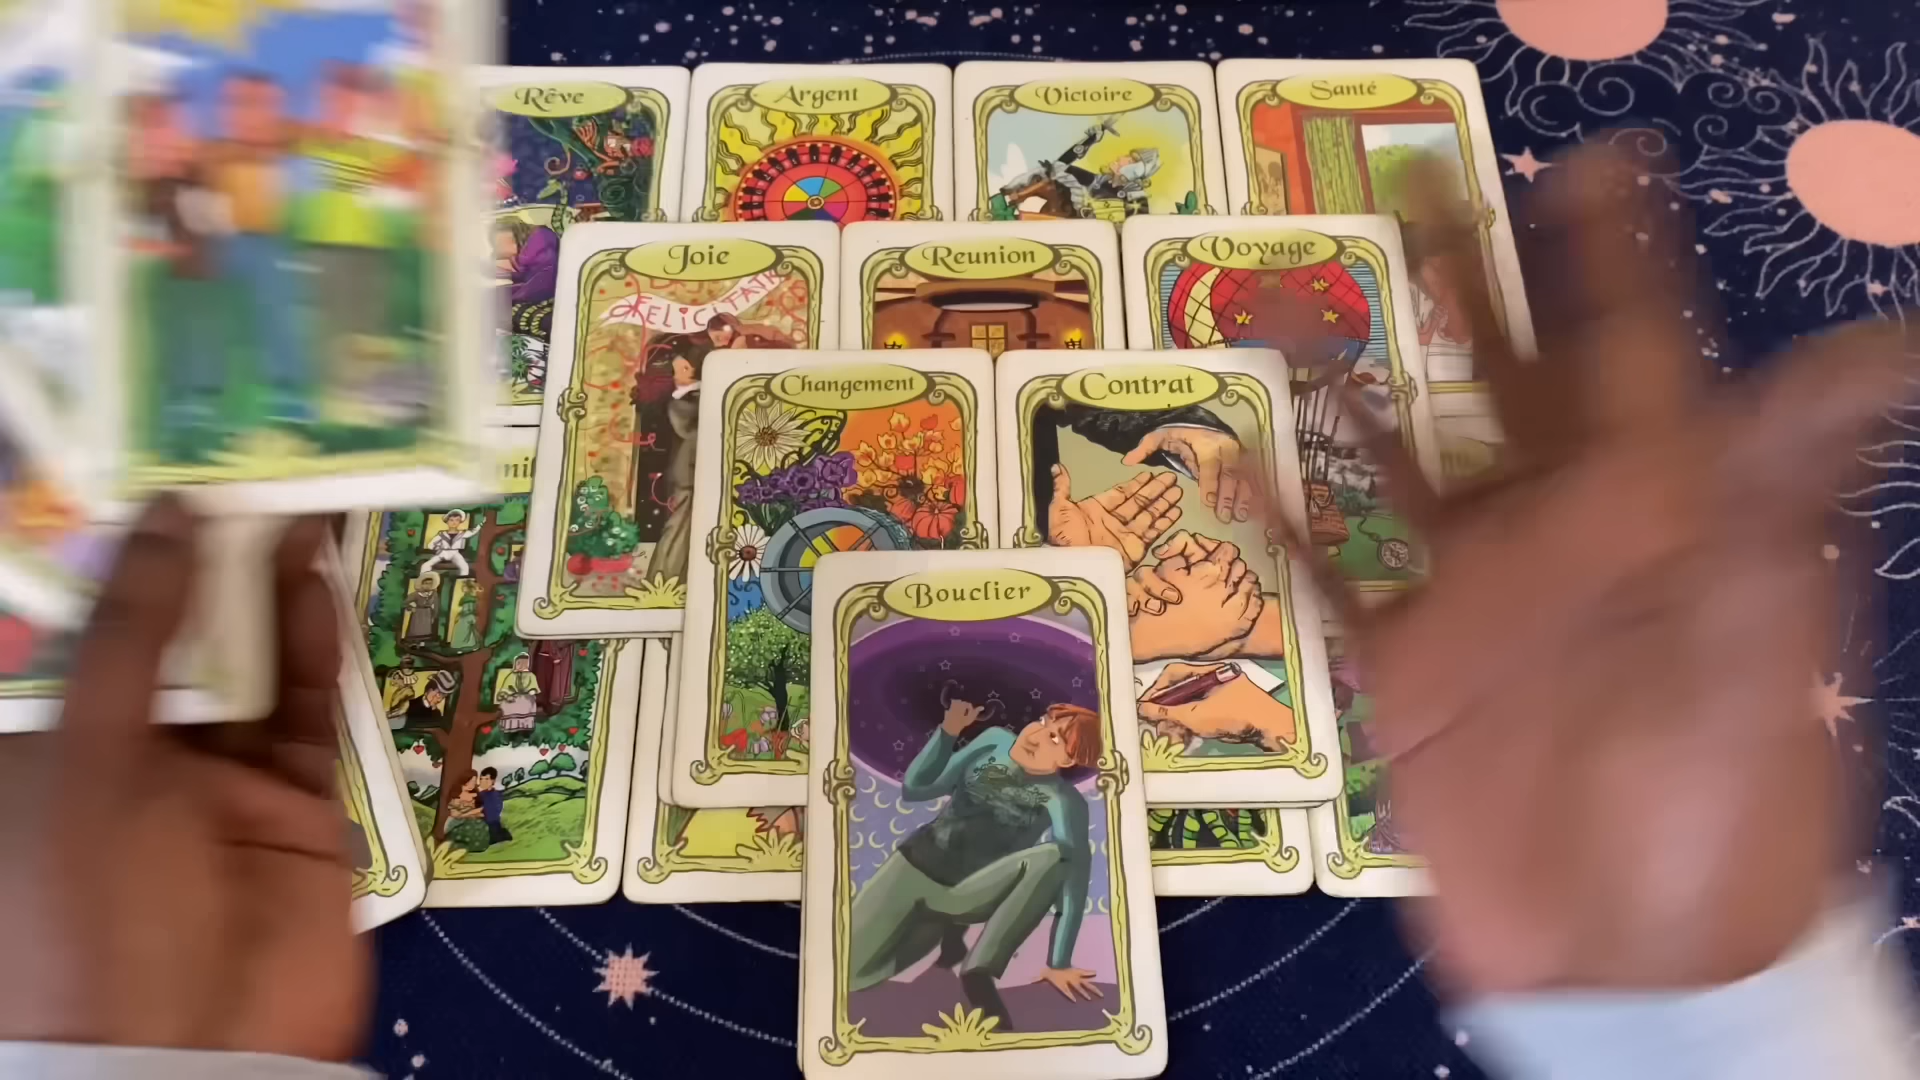 Rêve
Argent
Victoire
Santé
Joie
Reunion
Voyage
Changement
Contrat
Bouclier